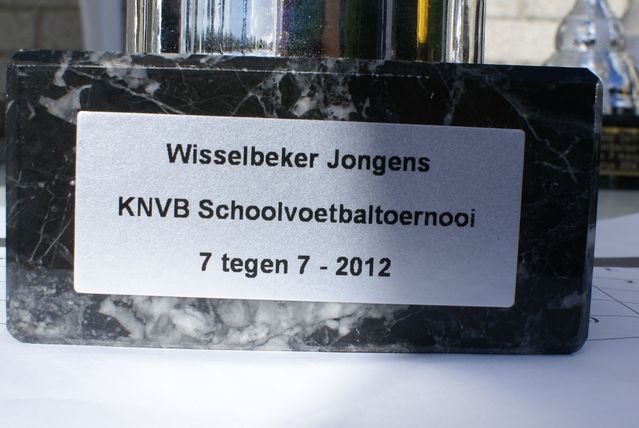 Wisselbeker Jongens
KNVB Schoolvoetbaltoernooi
7 tegen 7 - 2012